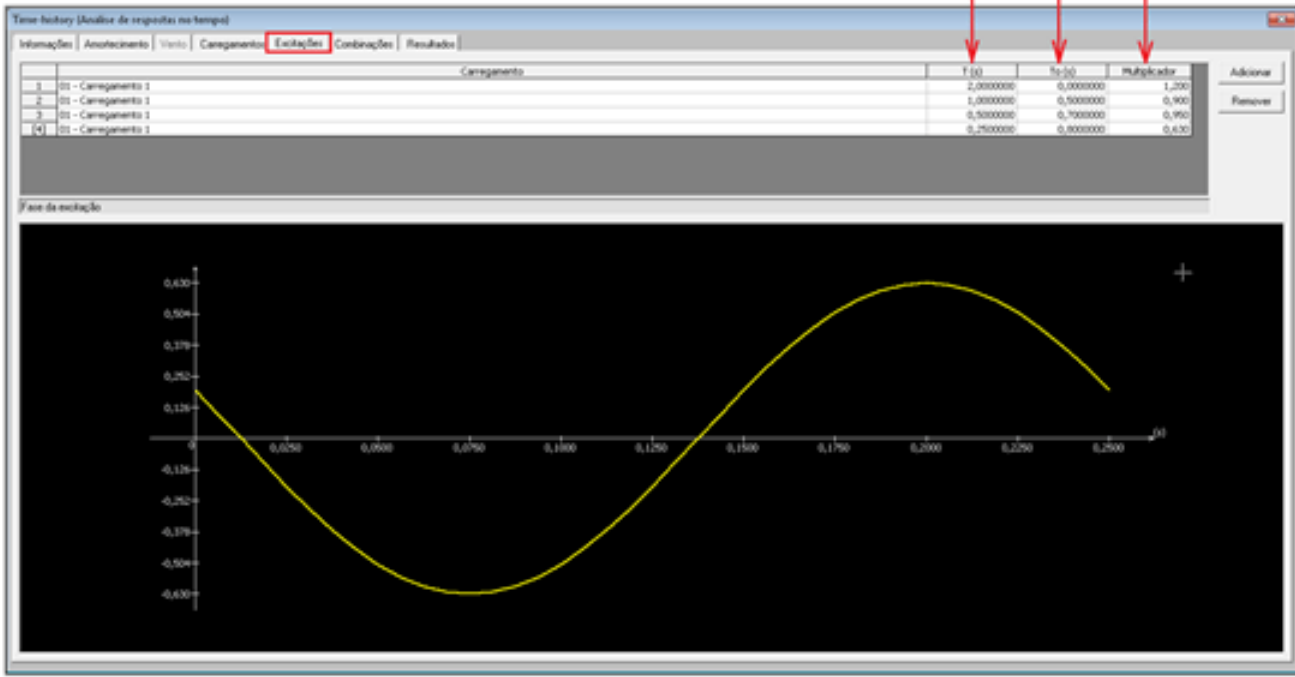 Time-history (Análise de respostas no tempo)
Informações Amortecimento Vento Carregamentos Excitações Combinações Resultados
Carregamento T (s) To (s) Multiplicador Adicionar
1 01 - Carregamento 1 2,0000000 0,0000000 1,200
2 01 - Carregamento 1 1,0000000 0,5000000 0,900 Remover
3 01 - Carregamento 1 0,5000000 0,7000000 0,950
[4] 01 - Carregamento 1 0,2500000 0,8000000 0,630
Fase da excitação
0,630
0,504
0,378
0,252
0,126
(s)
0 0,0250 0,0500 0,0750 0,1000 0,1250 0,1500 0,1750 0,2000 0,2250 0,2500
-0,126
-0,252
-0,378
-0,504
-0,630